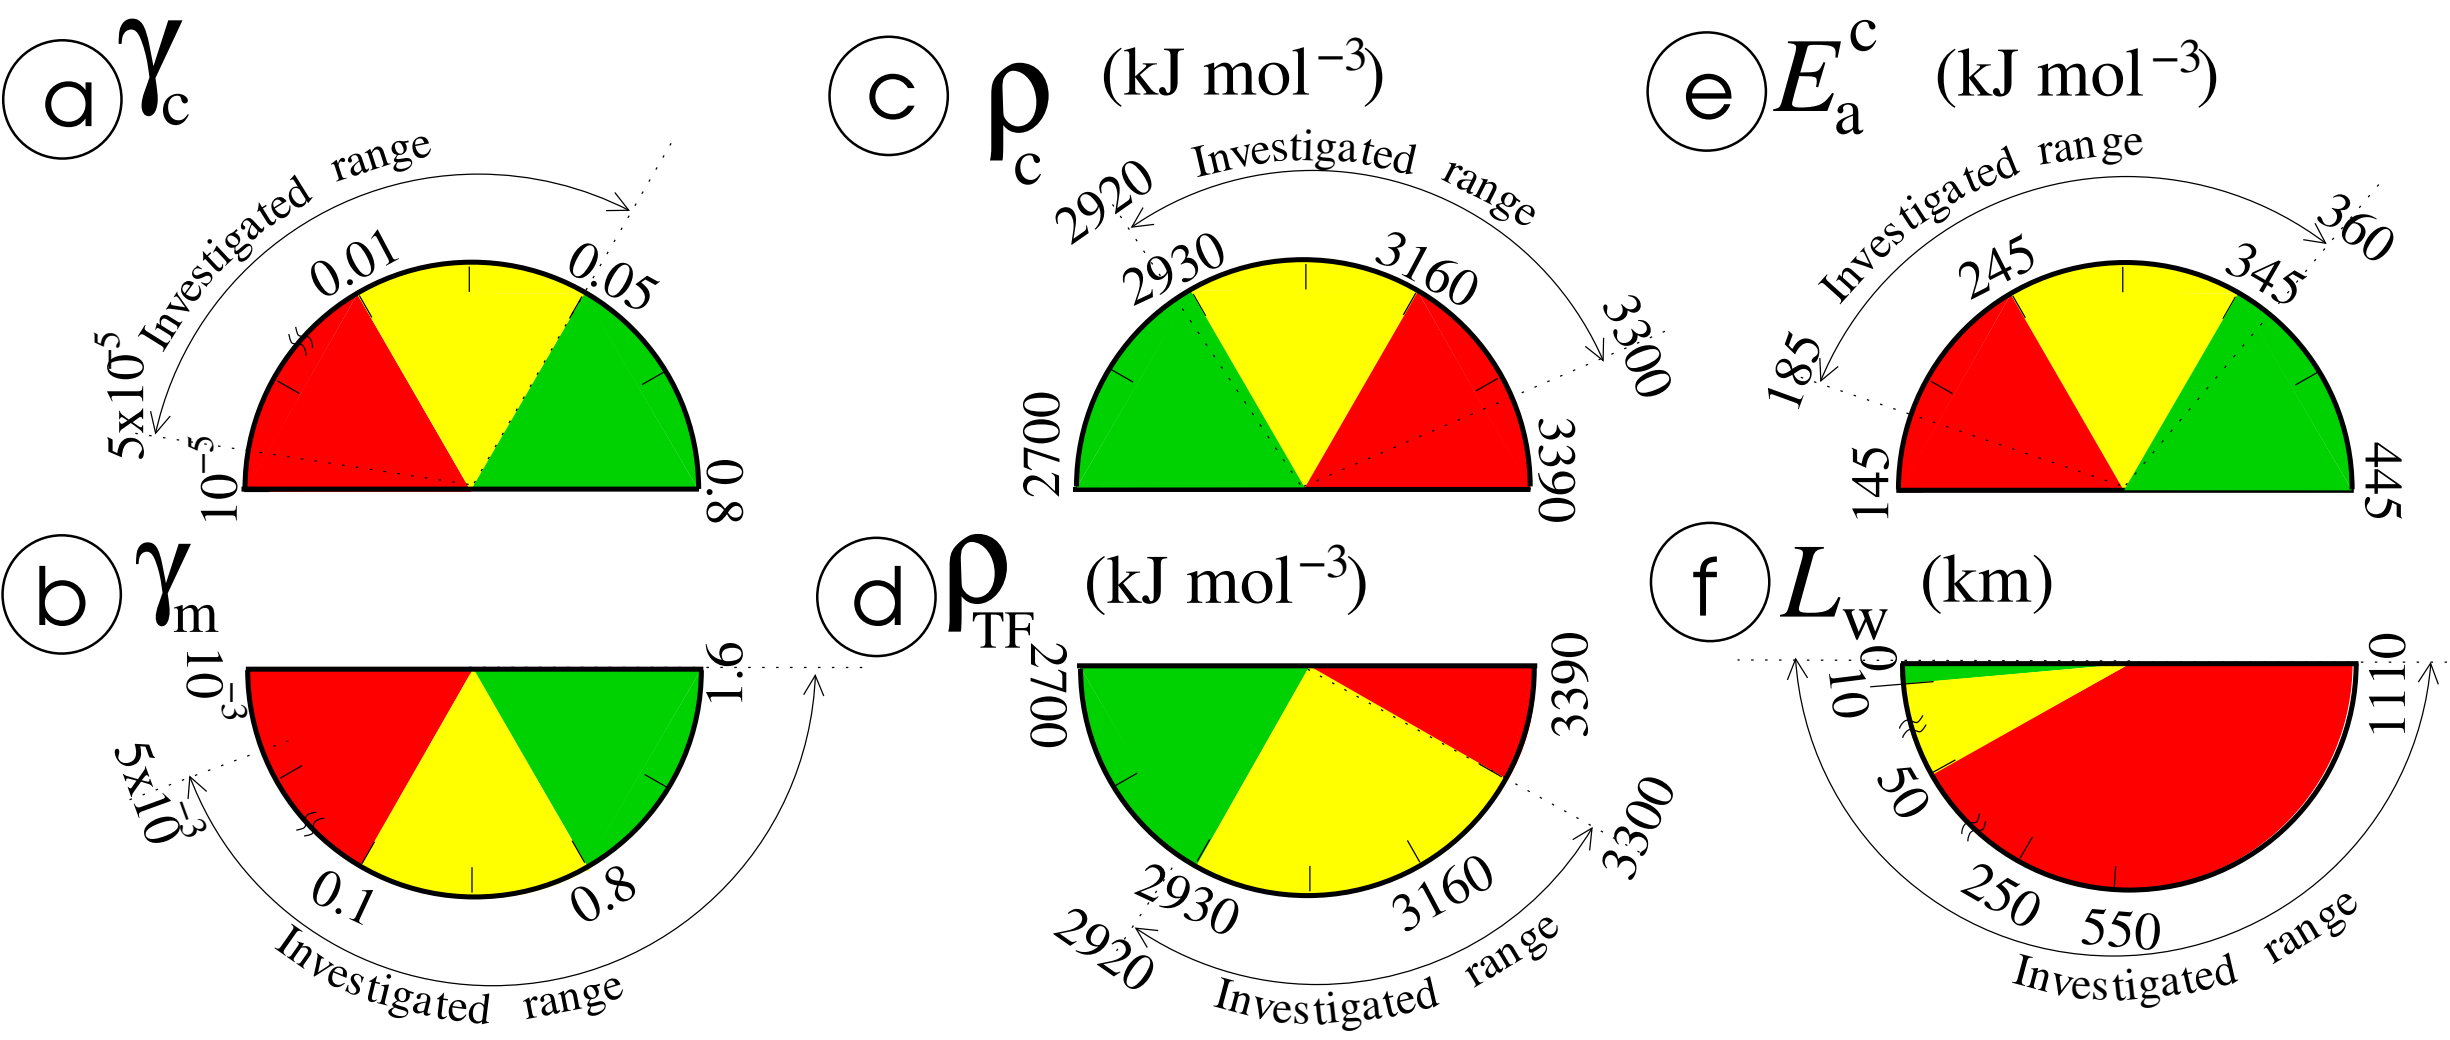 a γc
Investigated range
5x10−5
10−5
0.01
0.05
0.8
c ρc (kJ mol−3)
Investigated range
2920
2930
2700
3160
3300
3390
e Eac (kJ mol−3)
Investigated range
185
145
245
345
360
445
b γm
10−3
5x10−3
0.1
0.8
1.6
Investigated range
d ρTF (kJ mol−3)
2700
2920
2930
3160
3300
3390
Investigated range
f Lw (km)
0
10
50
250
550
1110
Investigated range